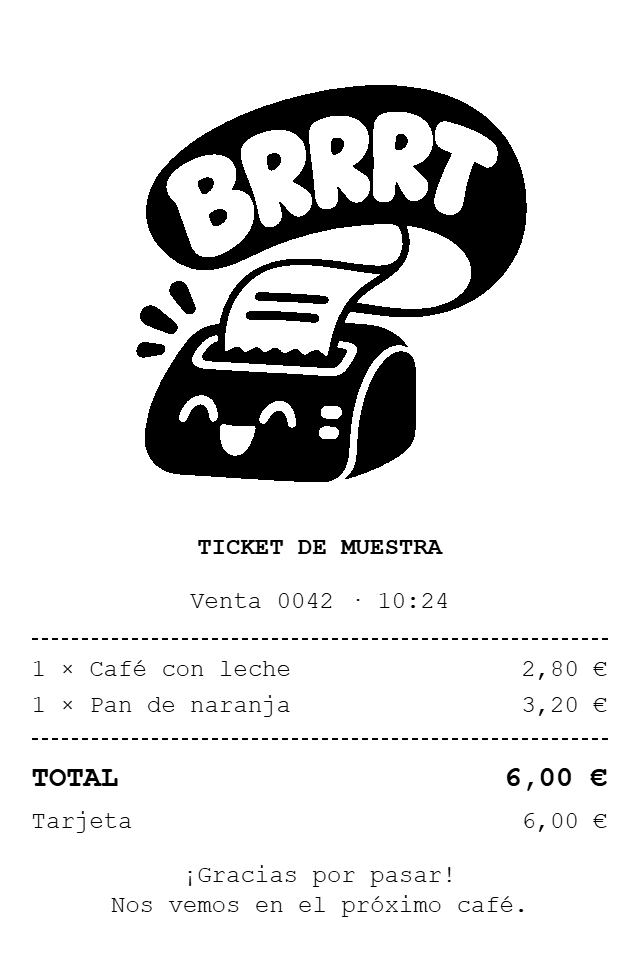 BRRRT
TICKET DE MUESTRA
Venta 0042 · 10:24
1 × Café con leche 2,80 €
1 × Pan de naranja 3,20 €
TOTAL 6,00 €
Tarjeta 6,00 €
¡Gracias por pasar!
Nos vemos en el próximo café.